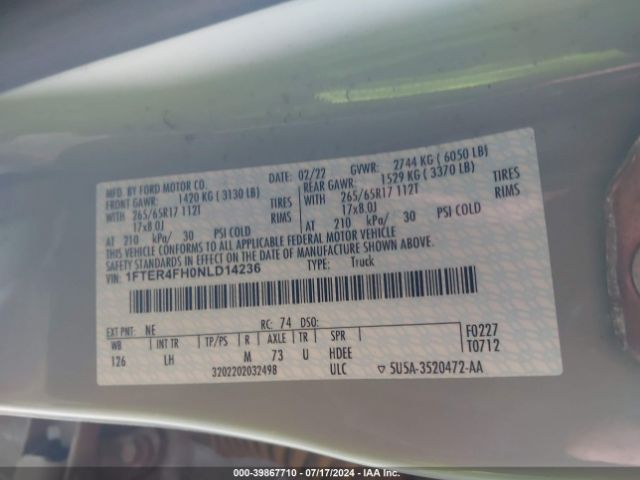 MFD. BY FORD MOTOR CO. DATE: 02/22 GVWR: 2744 KG ( 6050 LB)
FRONT GAWR: 1420 KG ( 3130 LB) REAR GAWR: 1529 KG ( 3370 LB)
WITH 265/65R17 112T TIRES WITH 265/65R17 112T TIRES
17x8.0J RIMS 17x8.0J RIMS
AT 210 kPa/ 30 PSI COLD AT 210 kPa/ 30 PSI COLD
THIS VEHICLE CONFORMS TO ALL APPLICABLE FEDERAL MOTOR VEHICLE
SAFETY STANDARDS IN EFFECT ON THE DATE OF MANUFACTURE SHOWN ABOVE.
VIN: 1FTER4FH0NLD14236 TYPE: Truck
EXT PNT: NE RC: 74 DSO: F0227
WB INT TR TP/PS R AXLE TR SPR T0712
126 LH M 73 U HDEE
3202202032498 ULC ▽ 5U5A-3520472-AA
000-39867710 - 07/17/2024 - IAA Inc.